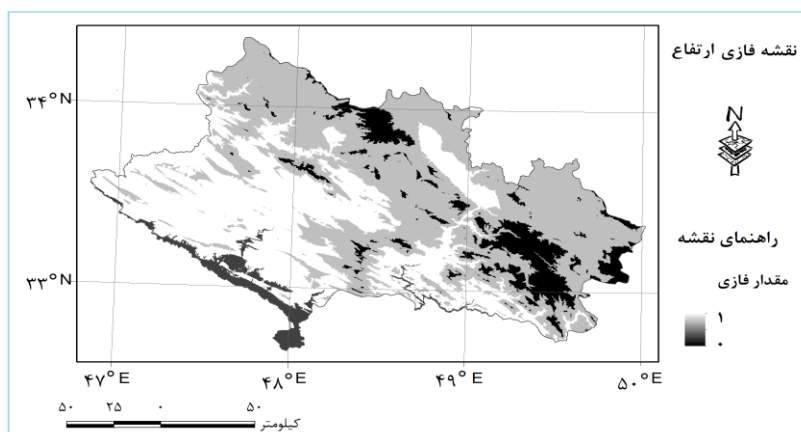 نقشه فازی ارتفاع
N
راهنمای نقشه
مقدار فازی
۱
۰
۳۴°N
۳۳°N
۴۷°E
۴۸°E
۴۹°E
۵۰°E
۵۰ ۲۵ ۰ ۵۰
کیلومتر